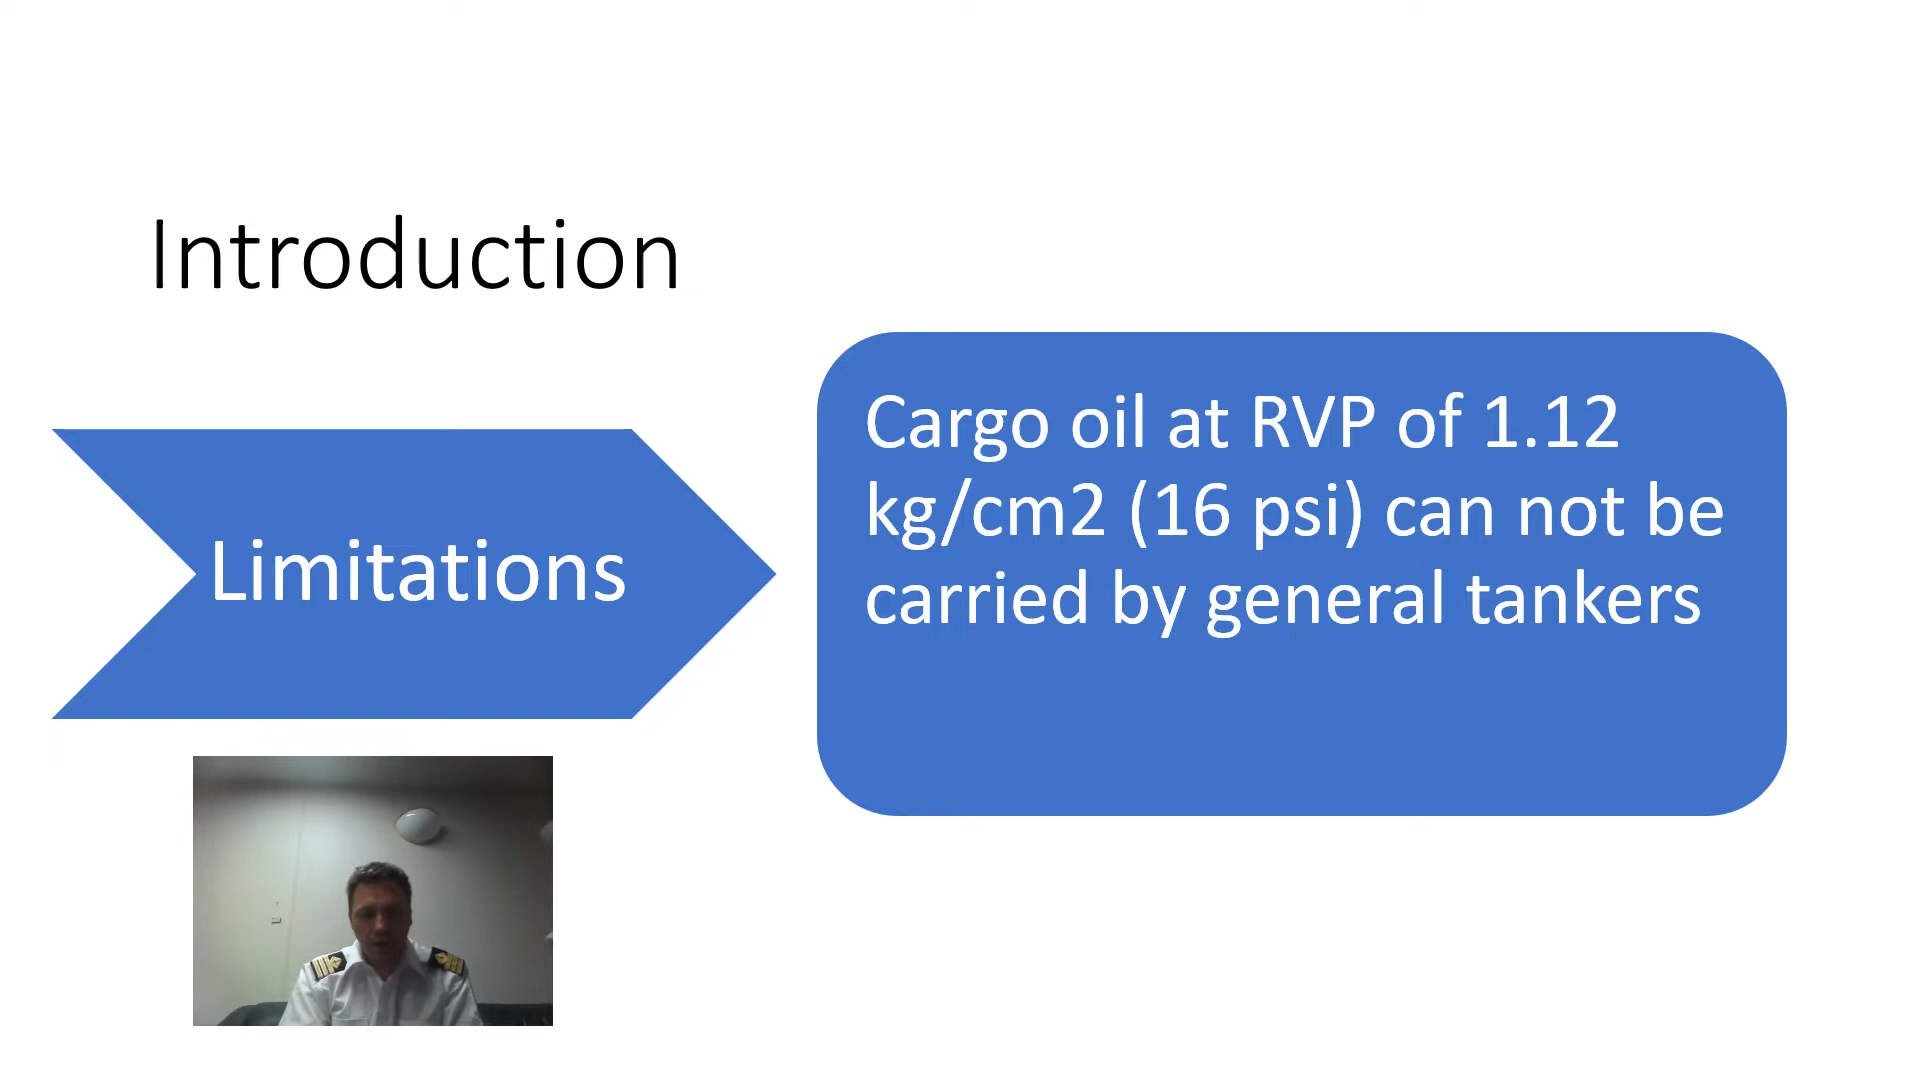 Introduction
Limitations
Cargo oil at RVP of 1.12
kg/cm2 (16 psi) can not be
carried by general tankers